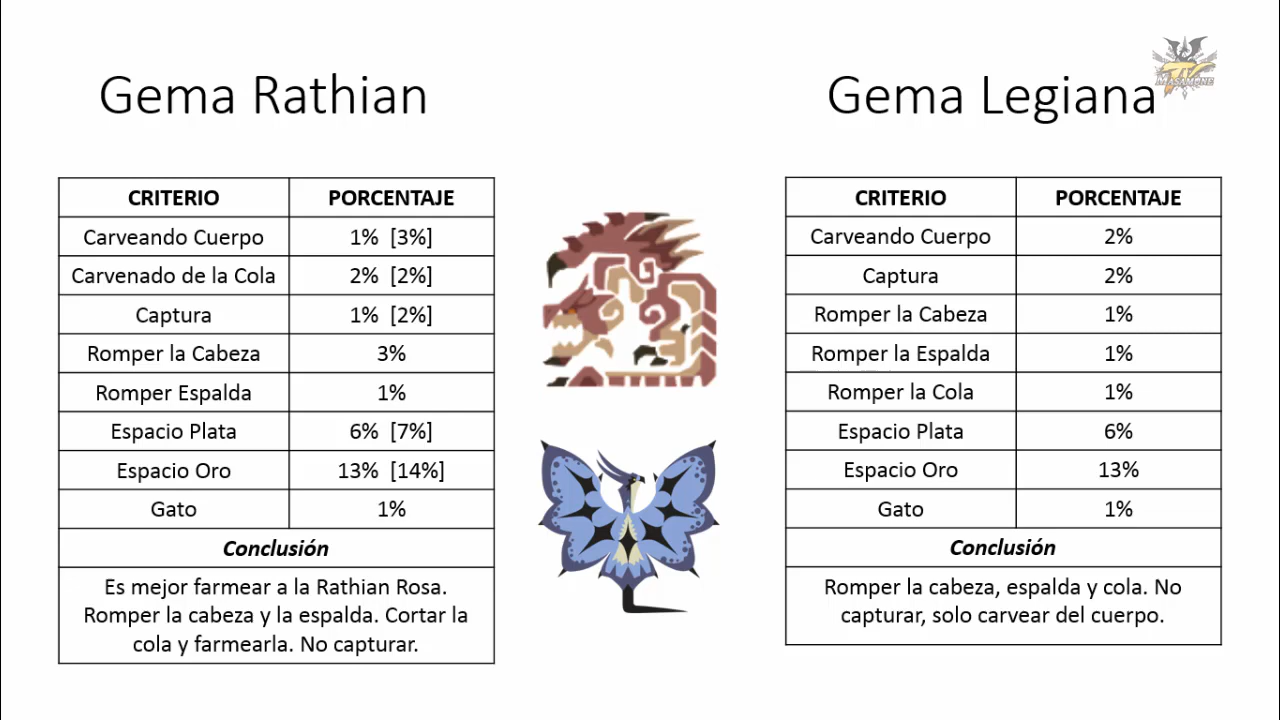 Gema Rathian
CRITERIO PORCENTAJE
Carveando Cuerpo 1% [3%]
Carvenado de la Cola 2% [2%]
Captura 1% [2%]
Romper la Cabeza 3%
Romper Espalda 1%
Espacio Plata 6% [7%]
Espacio Oro 13% [14%]
Gato 1%
Conclusión
Es mejor farmear a la Rathian Rosa.
Romper la cabeza y la espalda. Cortar la
cola y farmearla. No capturar.
Gema Legiana
TV
MASAMUNE
CRITERIO PORCENTAJE
Carveando Cuerpo 2%
Captura 2%
Romper la Cabeza 1%
Romper la Espalda 1%
Romper la Cola 1%
Espacio Plata 6%
Espacio Oro 13%
Gato 1%
Conclusión
Romper la cabeza, espalda y cola. No
capturar, solo carvear del cuerpo.